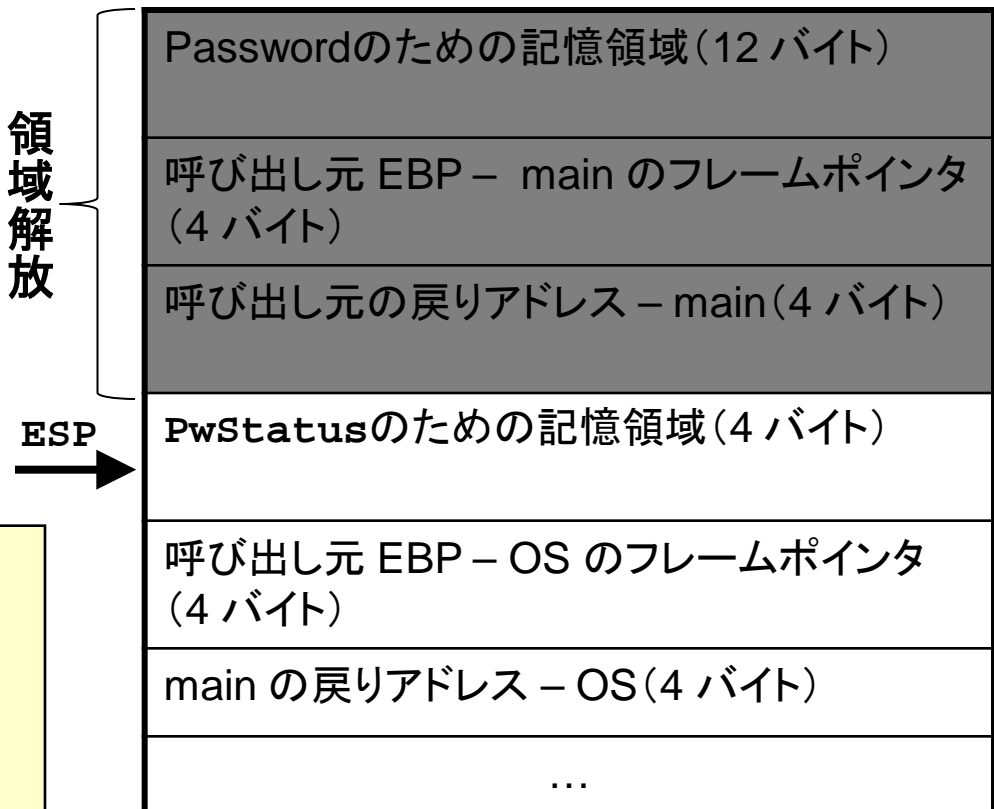 Passwordのための記憶領域(12 バイト)
呼び出し元 EBP – main のフレームポインタ
(4 バイト)
呼び出し元の戻りアドレス – main(4 バイト)
領域解放
ESP
PwStatusのための記憶領域(4 バイト)
呼び出し元 EBP – OS のフレームポインタ
(4 バイト)
main の戻りアドレス – OS(4 バイト)
…